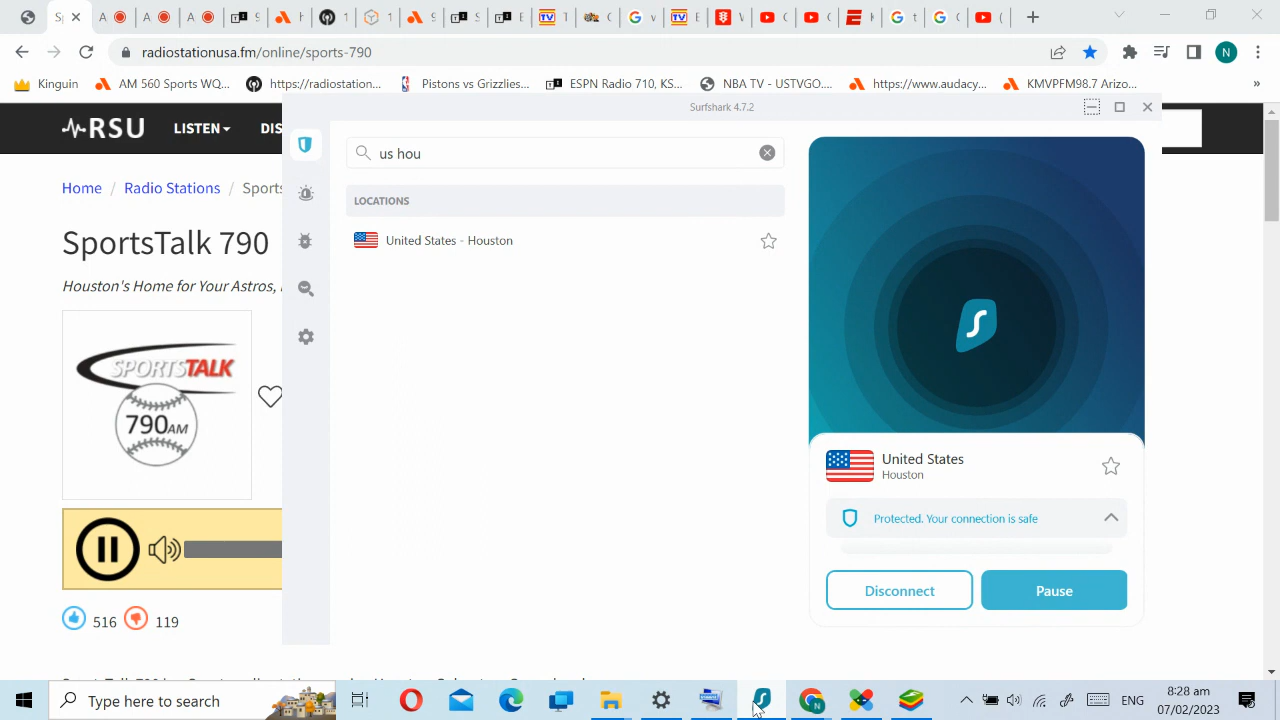 Sp
radiostationusa.fm/online/sports-790
N
Kinguin
AM 560 Sports WQ...
https://radiostation...
Pistons vs Grizzlies...
ESPN Radio 710, KS...
NBA TV - USTVGO....
https://www.audacy...
KMVPFM98.7 Arizo...
»
Surfshark 4.7.2
RSU
LISTEN
DIS
us hou
Home / Radio Stations / Sports
LOCATIONS
SportsTalk 790
United States - Houston
Houston's Home for Your Astros,
SPORTSTALK
790AM
United States
Houston
Protected. Your connection is safe
Disconnect
Pause
516
119
Type here to search
ENG
8:28 am
07/02/2023